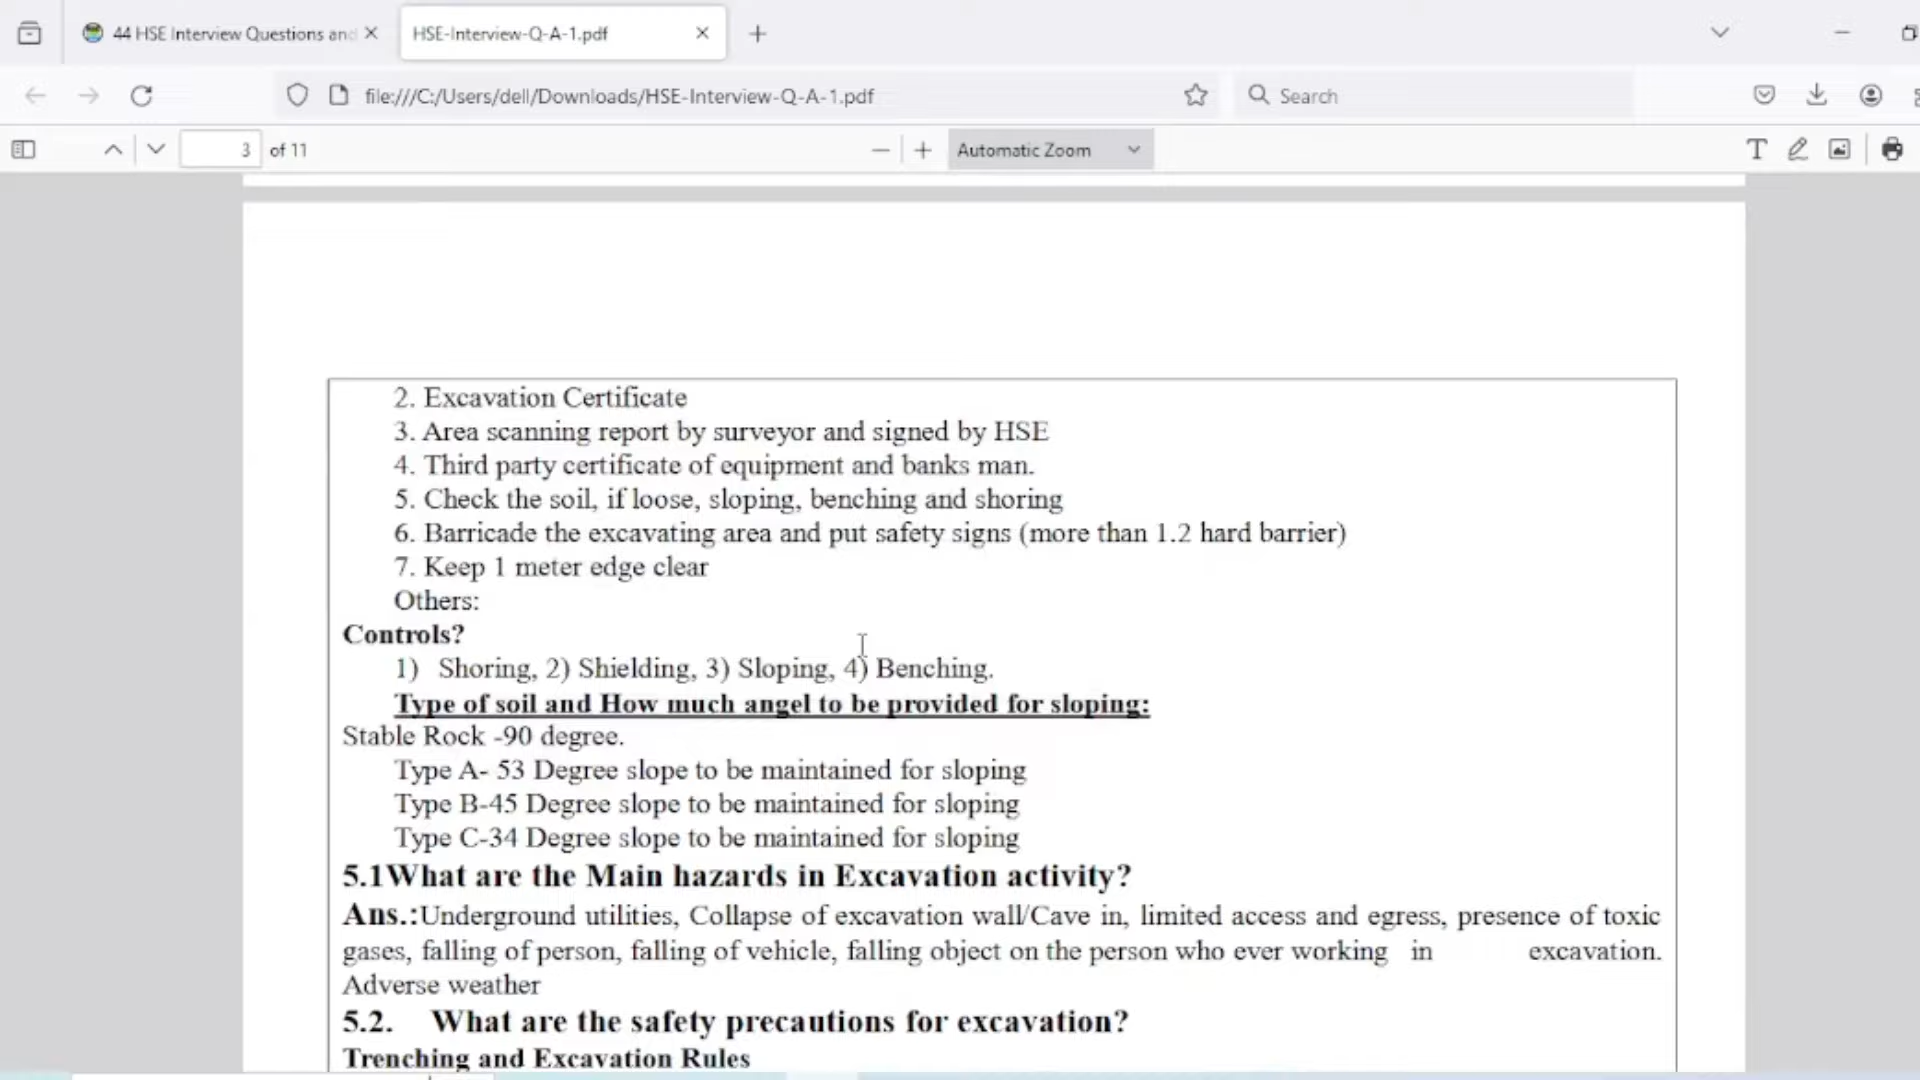 44 HSE Interview Questions and
HSE-Interview-Q-A-1.pdf
file:///C:/Users/dell/Downloads/HSE-Interview-Q-A-1.pdf
Search
3 of 11
Automatic Zoom
2. Excavation Certificate
3. Area scanning report by surveyor and signed by HSE
4. Third party certificate of equipment and banks man.
5. Check the soil, if loose, sloping, benching and shoring
6. Barricade the excavating area and put safety signs (more than 1.2 hard barrier)
7. Keep 1 meter edge clear
Others:
Controls?
1) Shoring, 2) Shielding, 3) Sloping, 4) Benching.
Type of soil and How much angel to be provided for sloping:
Stable Rock -90 degree.
Type A- 53 Degree slope to be maintained for sloping
Type B-45 Degree slope to be maintained for sloping
Type C-34 Degree slope to be maintained for sloping
5.1What are the Main hazards in Excavation activity?
Ans.:Underground utilities, Collapse of excavation wall/Cave in, limited access and egress, presence of toxic
gases, falling of person, falling of vehicle, falling object on the person who ever working in excavation.
Adverse weather
5.2. What are the safety precautions for excavation?
Trenching and Excavation Rules